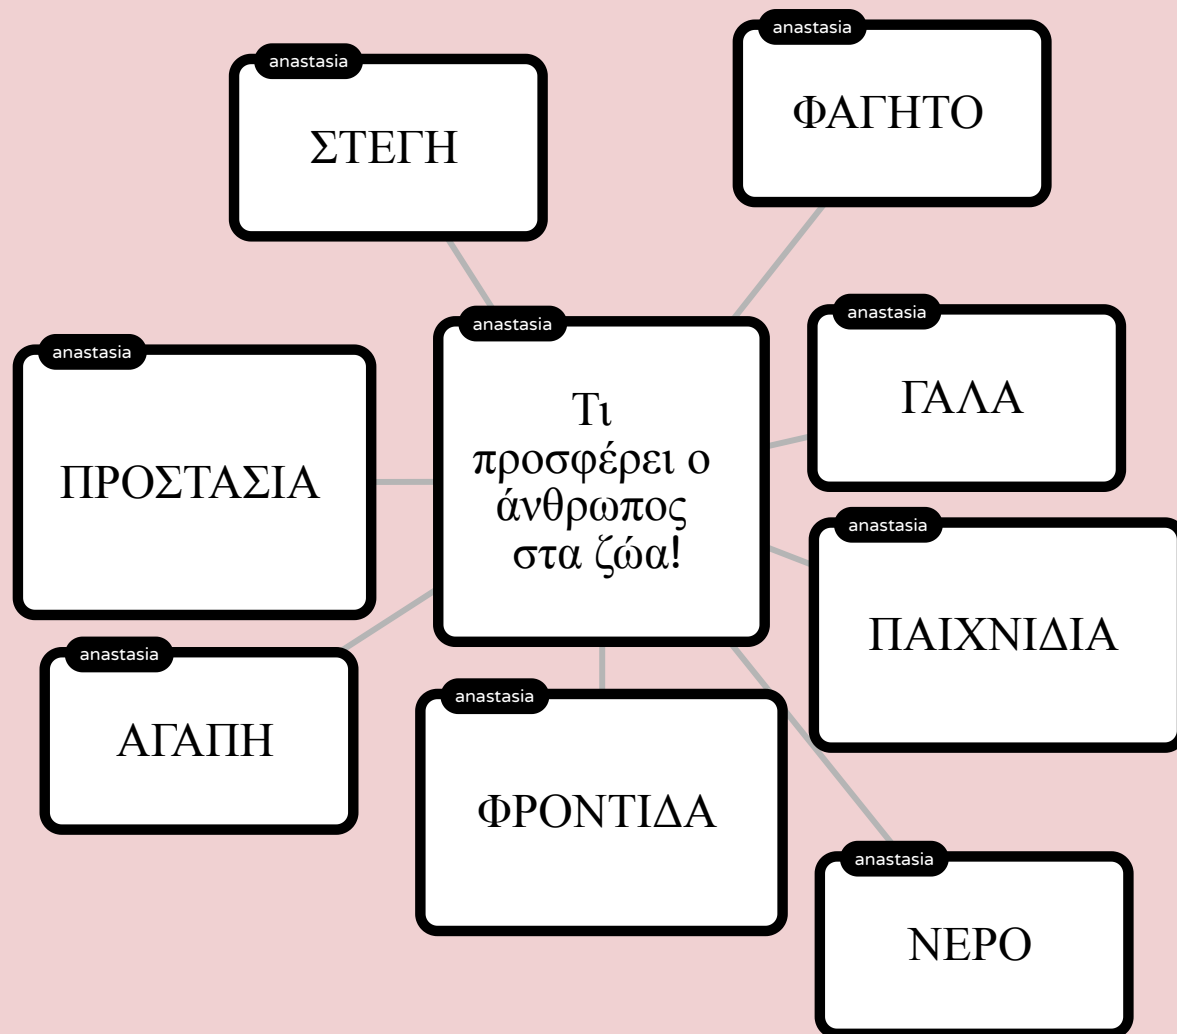 anastasia
ΣΤΕΓΗ
anastasia
ΦΑΓΗΤΟ
anastasia
Τι
προσφέρει ο
άνθρωπος
στα ζώα!
anastasia
ΓΑΛΑ
anastasia
ΠΡΟΣΤΑΣΙΑ
anastasia
ΠΑΙΧΝΙΔΙΑ
anastasia
ΑΓΑΠΗ
anastasia
ΦΡΟΝΤΙΔΑ
anastasia
ΝΕΡΟ